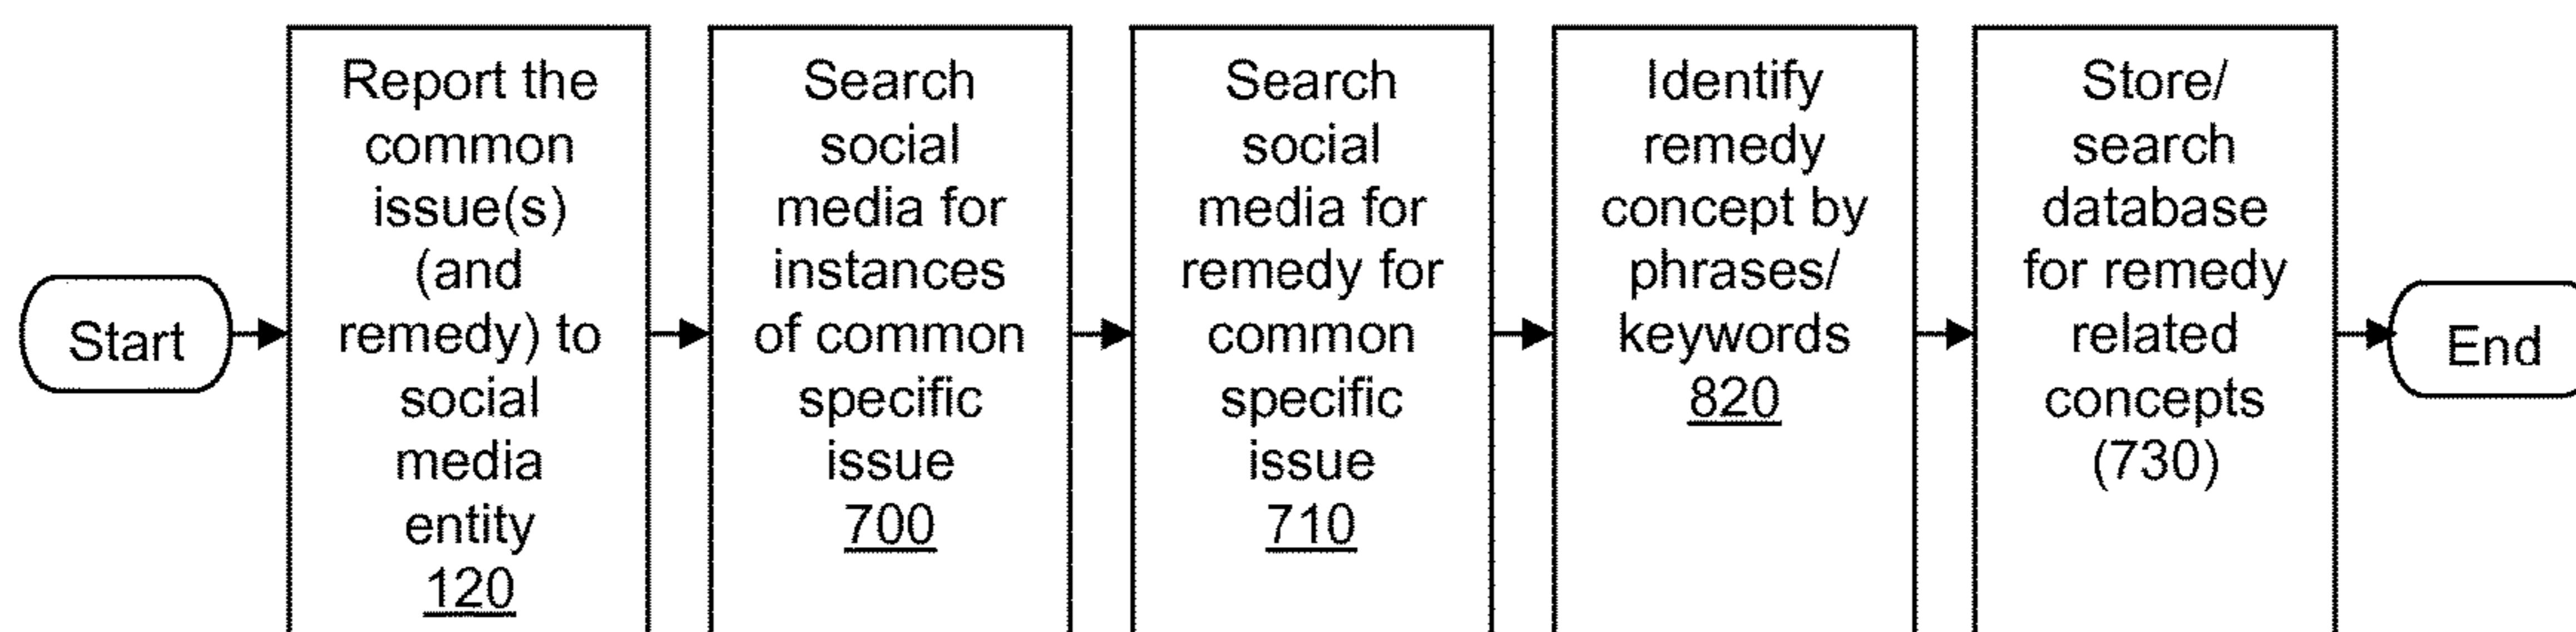 Start
Report the
common
issue(s)
(and
remedy) to
social
media
entity
120
Search
social
media for
instances
of common
specific
issue
700
Search
social
media for
remedy for
common
specific
issue
710
Identify
remedy
concept by
phrases/
keywords
820
Store/
search
database
for remedy
related
concepts
(730)
End